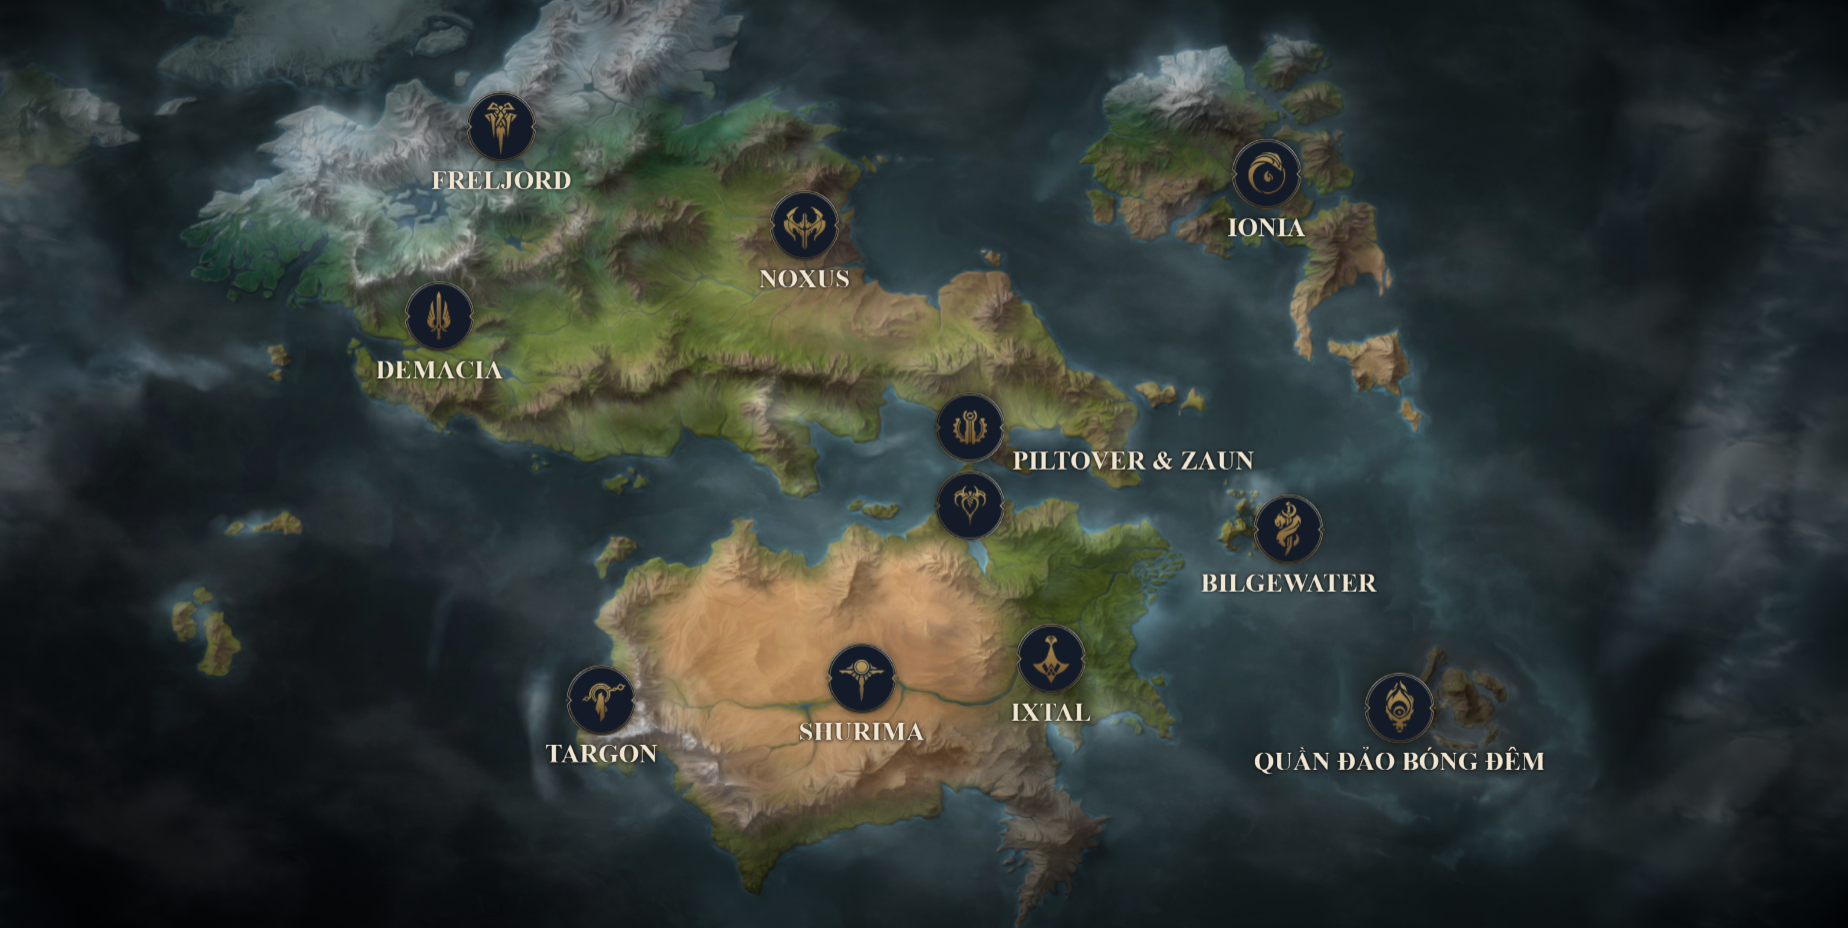 FRELJORD
IONIA
NOXUS
DEMACIA
PILTOVER & ZAUN
BILGEWATER
IXTAL
SHURIMA
TARGON
QUẦN ĐẢO BÓNG ĐÊM